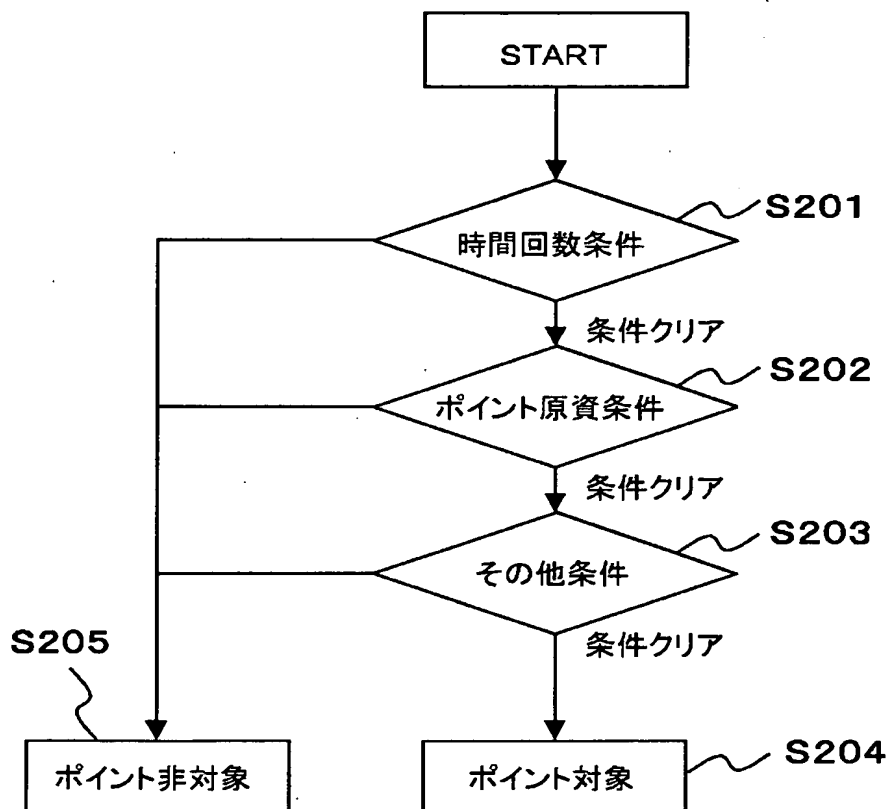 START
時間回数条件
S201
条件クリア
ポイント原資条件
S202
条件クリア
その他条件
S203
条件クリア
S205
ポイント非対象
ポイント対象
S204